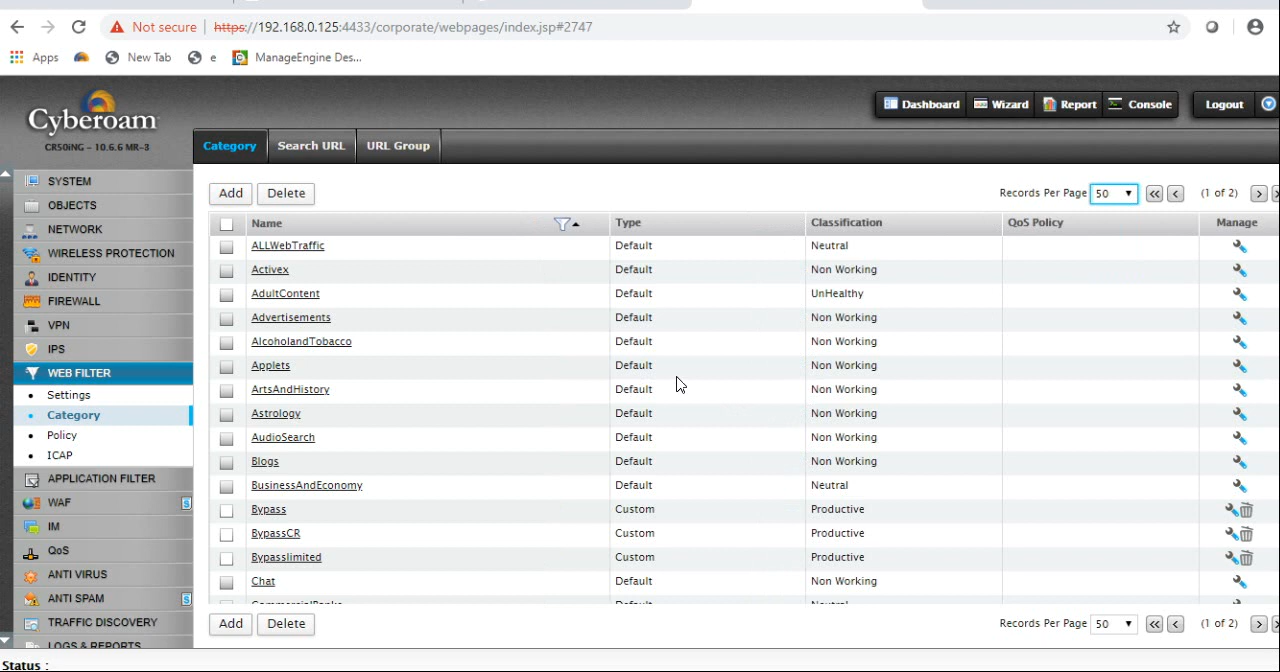 Not secure https://192.168.0.125:4433/corporate/webpages/index.jsp#2747
Apps New Tab e ManageEngine Des...
Cyberoam
CR50iNG - 10.6.6 MR-3
Dashboard Wizard Report Console Logout
Category Search URL URL Group
SYSTEM
OBJECTS
NETWORK
WIRELESS PROTECTION
IDENTITY
FIREWALL
VPN
IPS
WEB FILTER
Settings
Category
Policy
ICAP
APPLICATION FILTER
WAF S
IM
QoS
ANTI VIRUS
ANTI SPAM S
TRAFFIC DISCOVERY
LOGS & REPORTS
Add Delete Records Per Page 50 (1 of 2)
Name Type Classification QoS Policy Manage
ALLWebTraffic Default Neutral
Activex Default Non Working
AdultContent Default UnHealthy
Advertisements Default Non Working
AlcoholandTobacco Default Non Working
Applets Default Non Working
ArtsAndHistory Default Non Working
Astrology Default Non Working
AudioSearch Default Non Working
Blogs Default Non Working
BusinessAndEconomy Default Neutral
Bypass Custom Productive
BypassCR Custom Productive
Bypasslimited Custom Productive
Chat Default Non Working
CommercialBanks Default Neutral
Add Delete Records Per Page 50 (1 of 2)
Status :